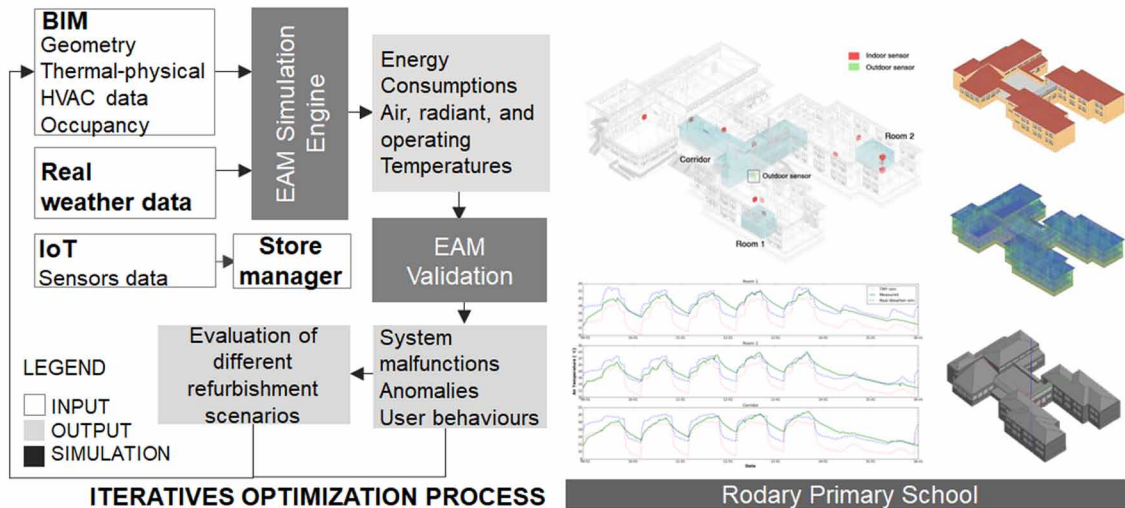 BIM
Geometry
Thermal-physical
HVAC data
Occupancy
Real
weather data
IoT
Sensors data
Store
manager
EAM Simulation
Engine
Energy
Consumptions
Air, radiant, and
operating
Temperatures
EAM
Validation
System
malfunctions
Anomalies
User behaviours
Evaluation of
different
refurbishment
scenarios
LEGEND
INPUT
OUTPUT
SIMULATION
ITERATIVES OPTIMIZATION PROCESS
Indoor sensor
Outdoor sensor
Room 2
Corridor
Outdoor sensor
Room 1
Room 1
Measured
Corridor
Date
Rodary Primary School